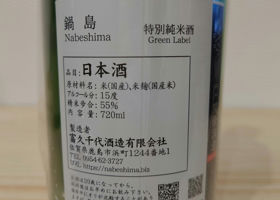 鍋島 特別純米酒
Nabeshima Green Label
品目：日本酒
原材料名：米(国産)、米麹(国産米)
アルコール分：15度
精米歩合：55％
内容量：720ml
製造者
富久千代酒造有限会社
佐賀県鹿島市浜町1244番地1
TEL 0954-62-3727
https://nabeshima.biz